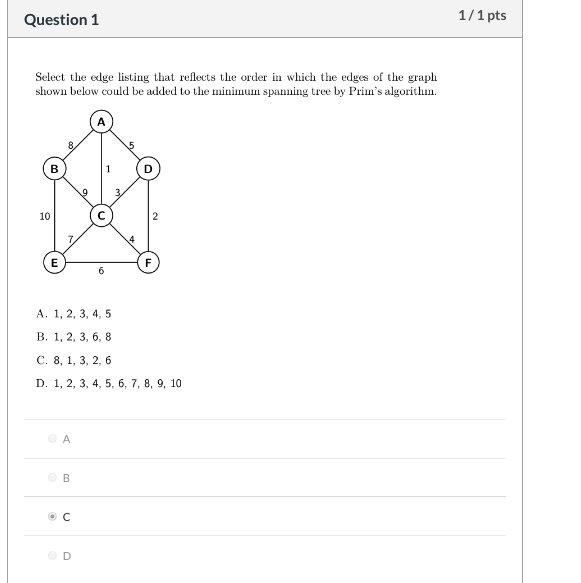 Question 1
1 / 1 pts
Select the edge listing that reflects the order in which the edges of the graph
shown below could be added to the minimum spanning tree by Prim's algorithm.
A
8
5
B
1
D
9
3
10
C
2
7
4
E
F
6
A. 1, 2, 3, 4, 5
B. 1, 2, 3, 6, 8
C. 8, 1, 3, 2, 6
D. 1, 2, 3, 4, 5, 6, 7, 8, 9, 10
A
B
C
D